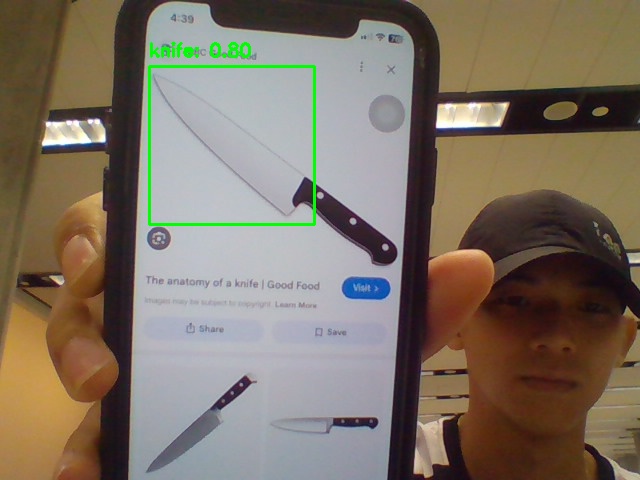 4:39
knife: 0.80
Food
The anatomy of a knife | Good Food
Visit >
Images may be subject to copyright. Learn More
Share
Save